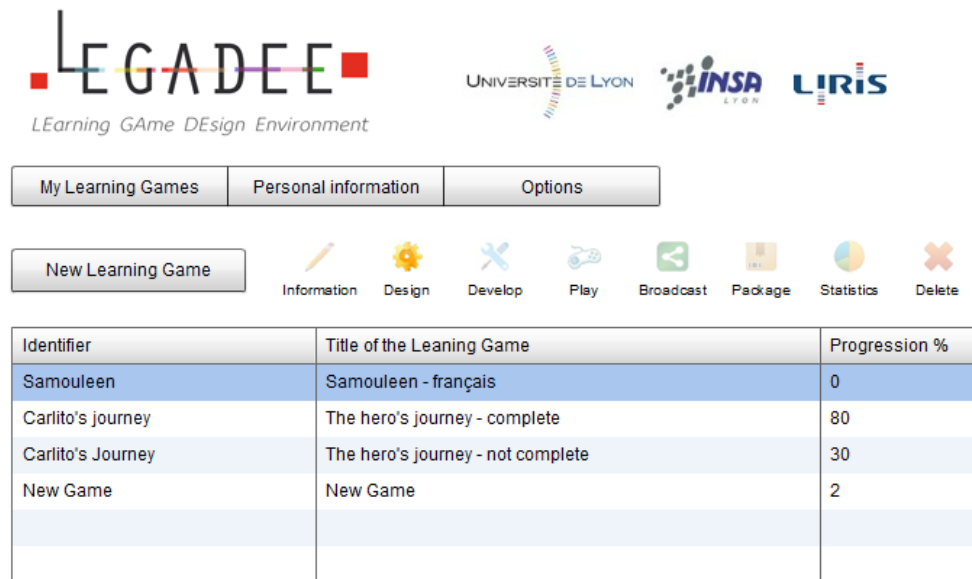 LEGADEE
LEarning GAme DEsign Environment
UNIVERSITÉ DE LYON
INSA
LYON
LIRIS
My Learning Games Personal information Options
New Learning Game
Information Design Develop Play Broadcast Package Statistics Delete
Identifier Title of the Leaning Game Progression %
Samouleen Samouleen - français 0
Carlito's journey The hero's journey - complete 80
Carlito's Journey The hero's journey - not complete 30
New Game New Game 2